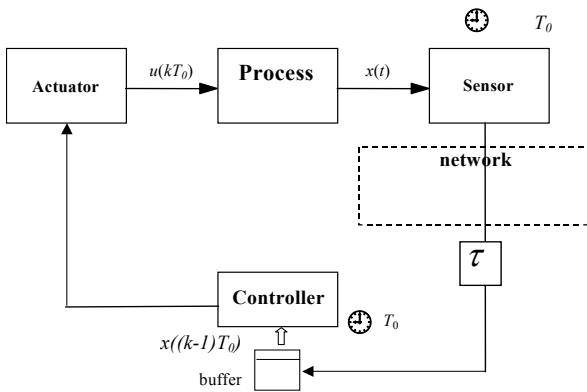 T₀
Actuator
u(kT₀)
Process
x(t)
Sensor
network
τ
Controller
T₀
x((k-1)T₀)
buffer